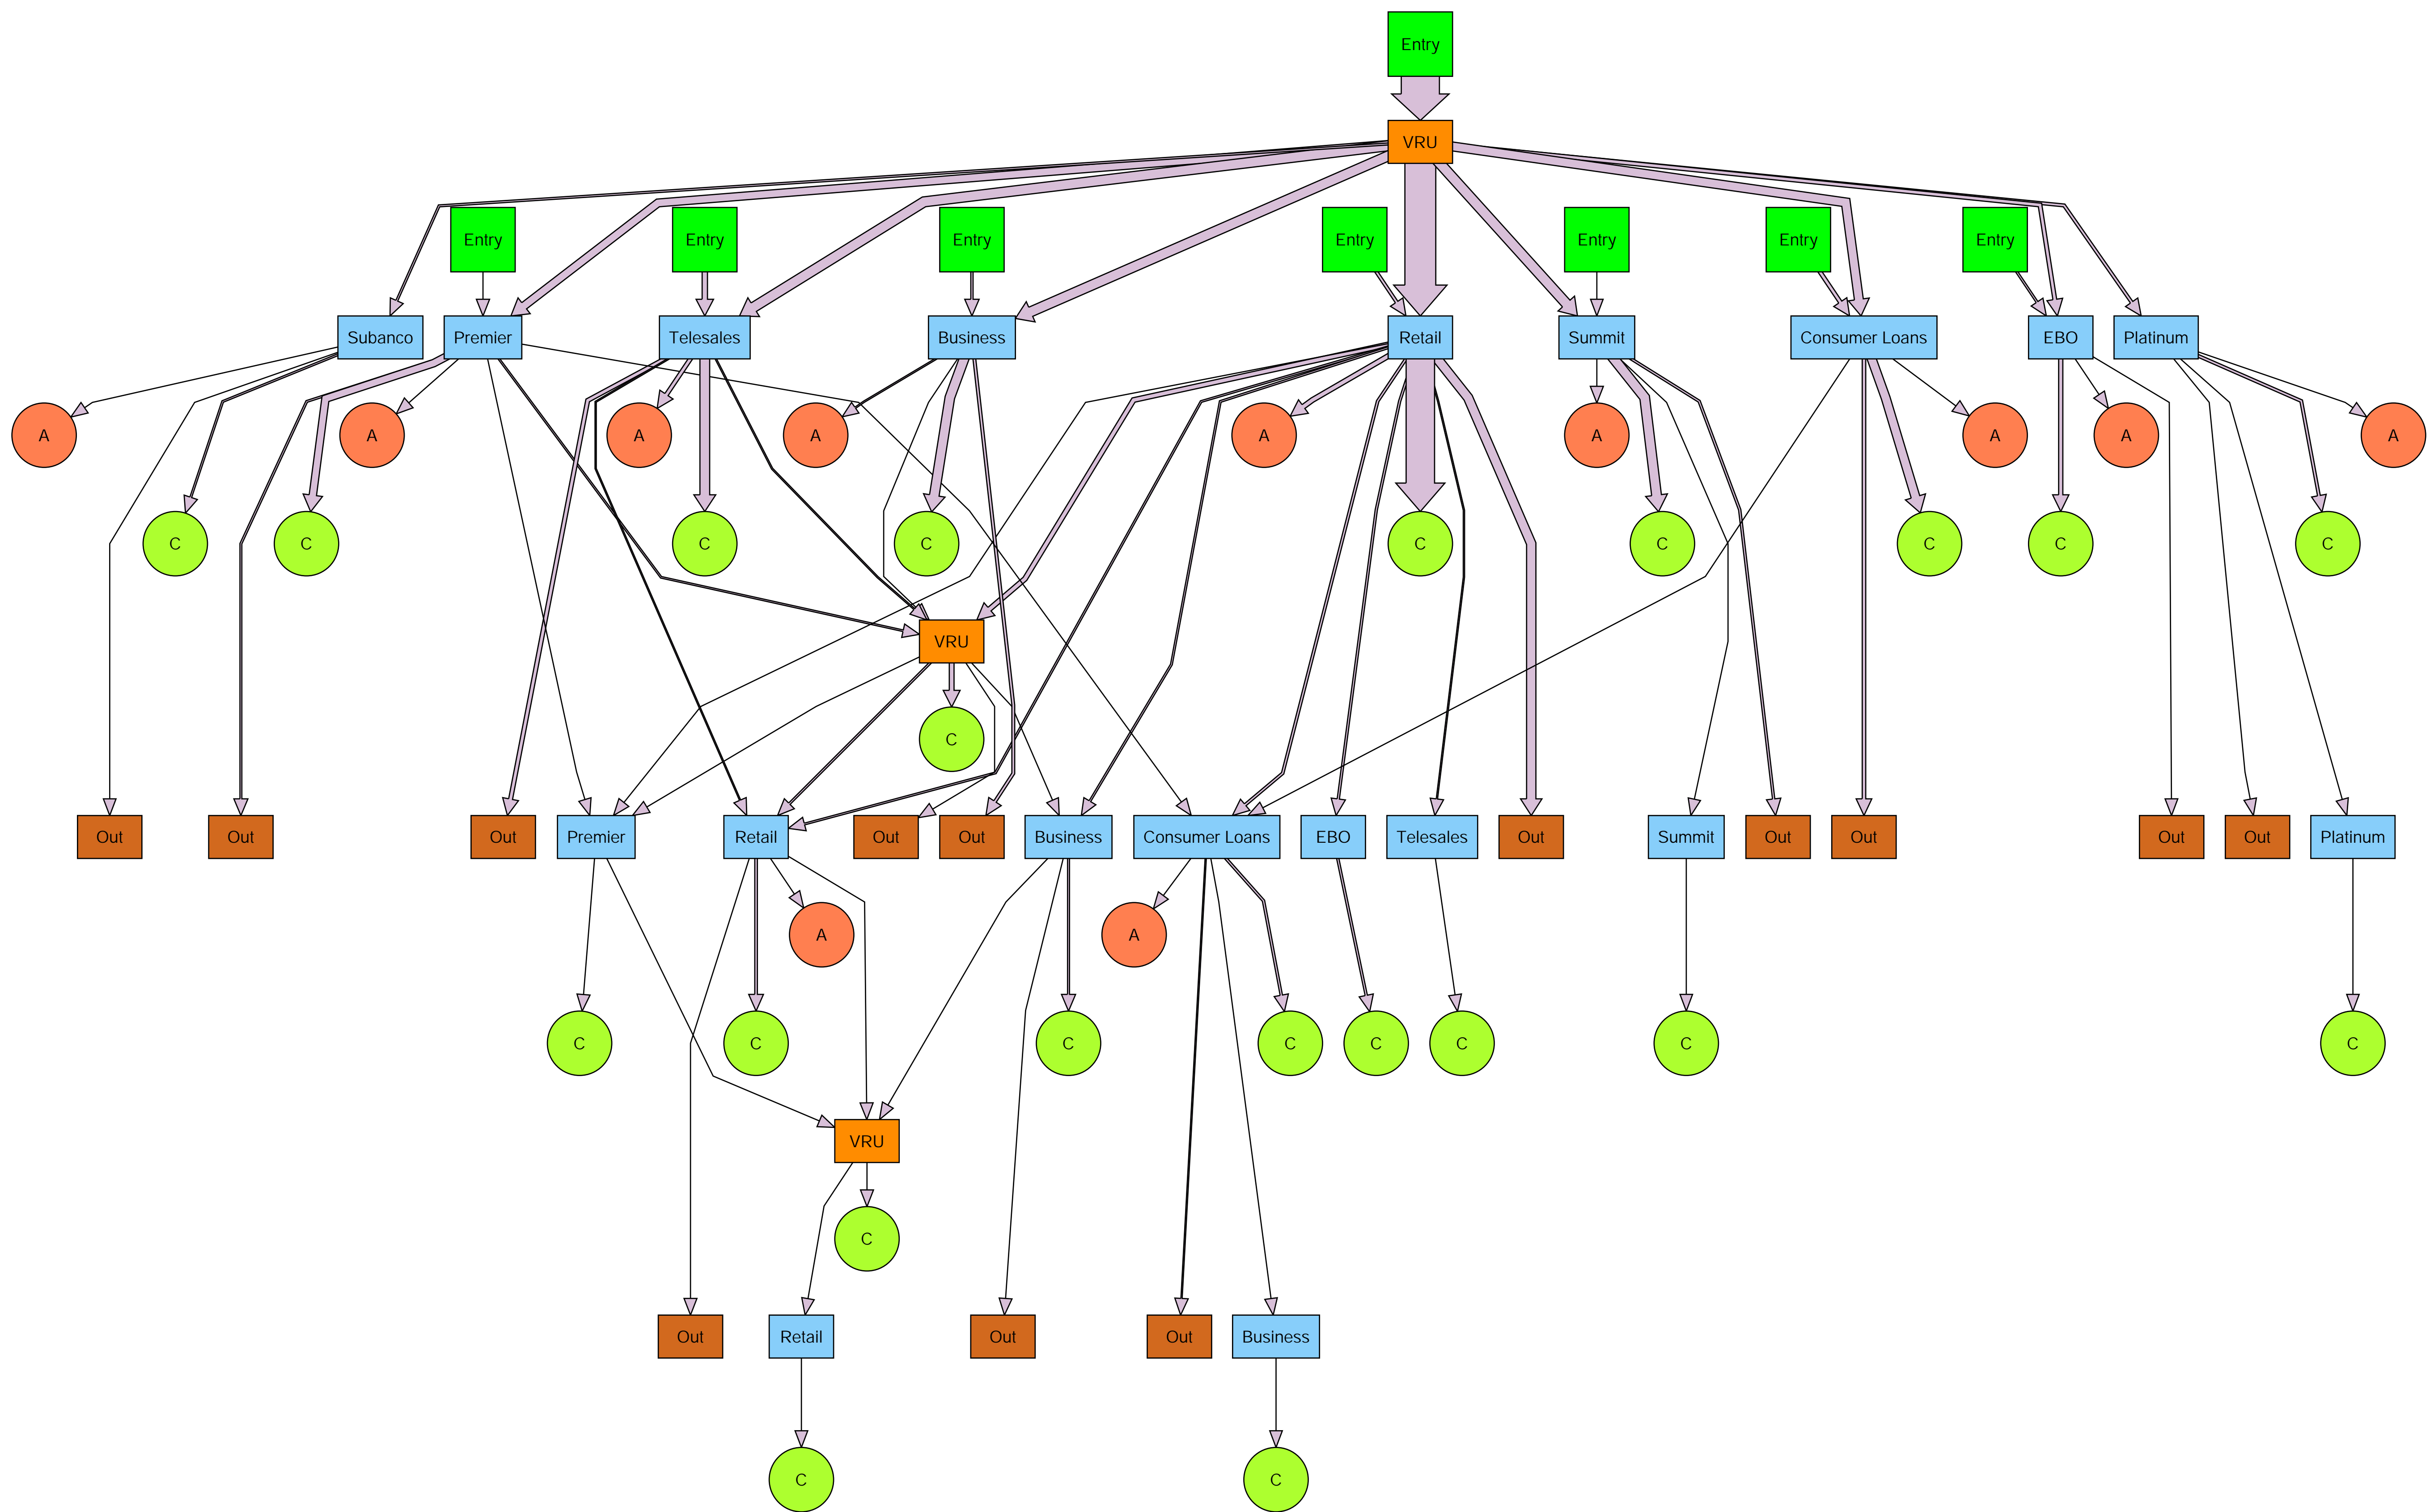 Entry
VRU
Entry
Entry
Entry
Entry
Entry
Entry
Entry
Subanco
Premier
Telesales
Business
Retail
Summit
Consumer Loans
EBO
Platinum
A
A
A
A
A
A
A
A
A
C
C
C
C
C
C
C
C
C
VRU
C
Out
Out
Out
Premier
Retail
Out
Out
Business
Consumer Loans
EBO
Telesales
Out
Summit
Out
Out
Out
Out
Platinum
A
A
C
C
C
C
C
C
C
C
VRU
C
Out
Retail
Out
Out
Business
C
C